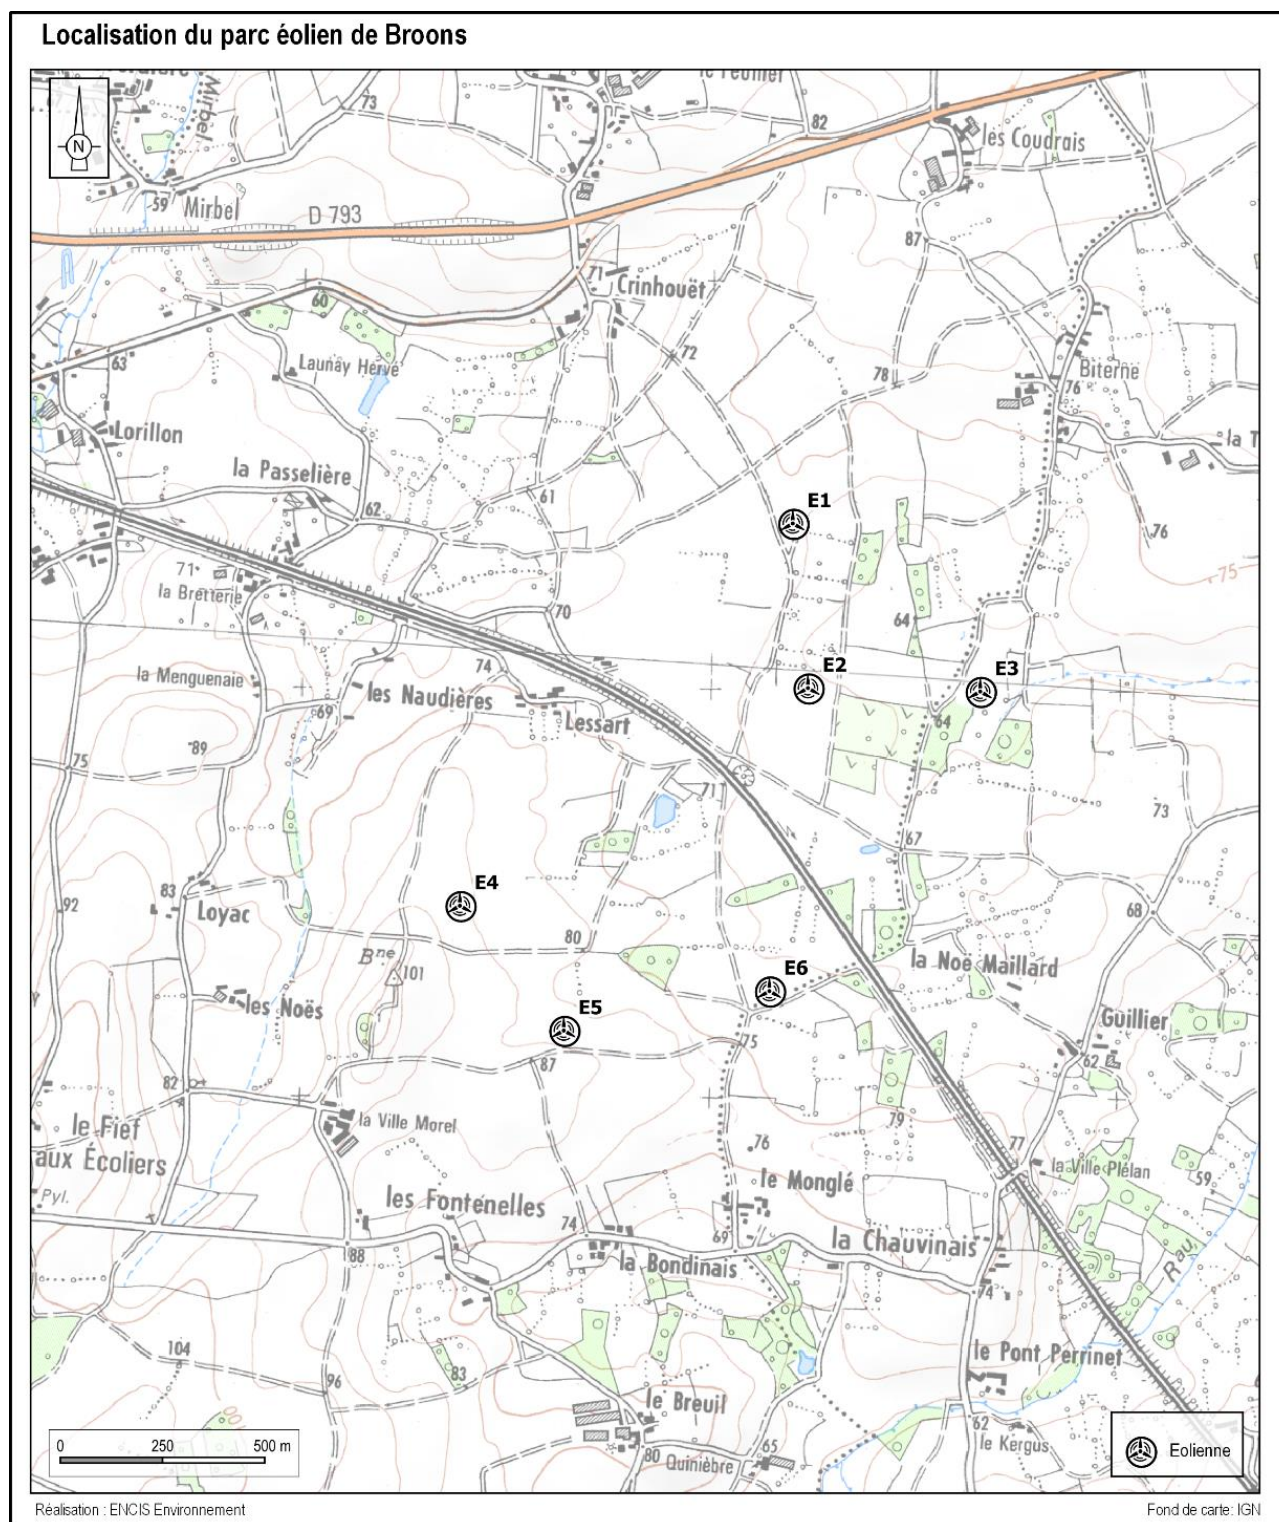 Localisation du parc éolien de Broons
N
Mirbel
73
82
les Coudrais
59
Mirbel
D 793
87
71
Crinhouët
60
72
63
Launay Hervé
78
Biterne
76
Lorillon
la Passelière
la T
61
E1
62
76
71
75
la Bretterie
70
64
74
E2
E3
la Menguenaie
les Naudières
69
Lessart
64
89
75
71
73
67
E4
83
92
Loyac
68
80
Bne
101
la Noë Maillard
E6
les Noës
E5
Guillier
75
87
62
82
la Ville Morel
79
le Fief
aux Écoliers
76
77
la Ville Plélan
59
Pyl.
le Monglé
les Fontenelles
74
69
la Chauvinais
88
la Bondinais
Rau
74
104
le Pont Perrinet
83
96
le Breuil
62
le Kergus
80
Quinièbre
65
0 250 500 m
Eolienne
Réalisation : ENCIS Environnement
Fond de carte: IGN